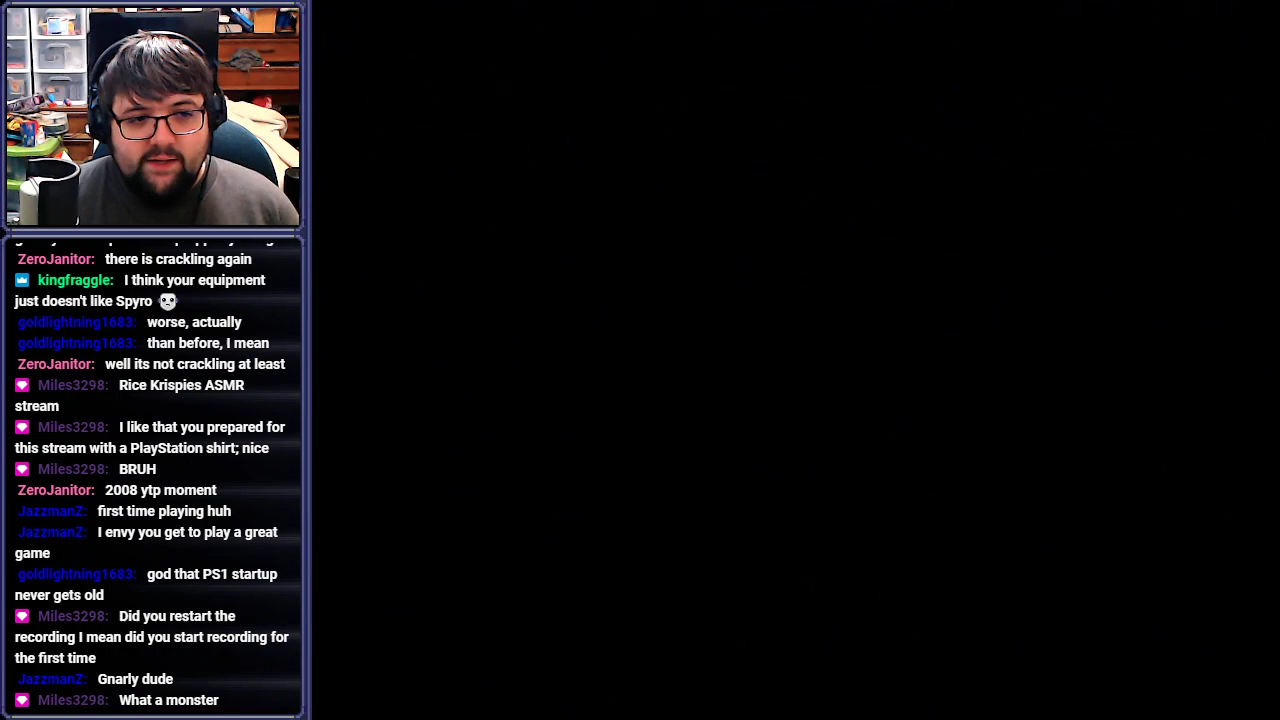 ZeroJanitor: there is crackling again
kingfraggle: I think your equipment
just doesn't like Spyro
goldlightning1683: worse, actually
goldlightning1683: than before, I mean
ZeroJanitor: well its not crackling at least
Miles3298: Rice Krispies ASMR
stream
Miles3298: I like that you prepared for
this stream with a PlayStation shirt; nice
Miles3298: BRUH
ZeroJanitor: 2008 ytp moment
JazzmanZ: first time playing huh
JazzmanZ: I envy you get to play a great
game
goldlightning1683: god that PS1 startup
never gets old
Miles3298: Did you restart the
recording I mean did you start recording for
the first time
JazzmanZ: Gnarly dude
Miles3298: What a monster